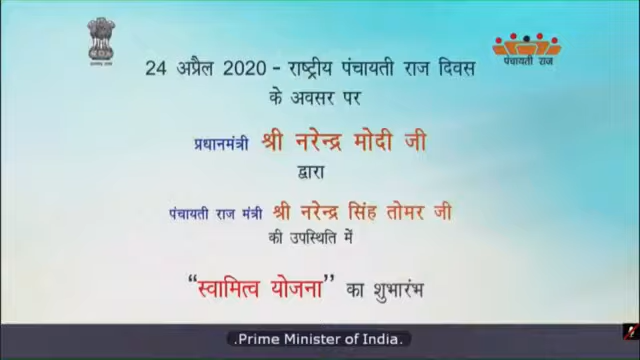 24 अप्रैल 2020 - राष्ट्रीय पंचायती राज दिवस
के अवसर पर
पंचायती राज
प्रधानमंत्री श्री नरेन्द्र मोदी जी
द्वारा
पंचायती राज मंत्री श्री नरेन्द्र सिंह तोमर जी
की उपस्थिति में
“स्वामित्व योजना” का शुभारंभ
.Prime Minister of India.